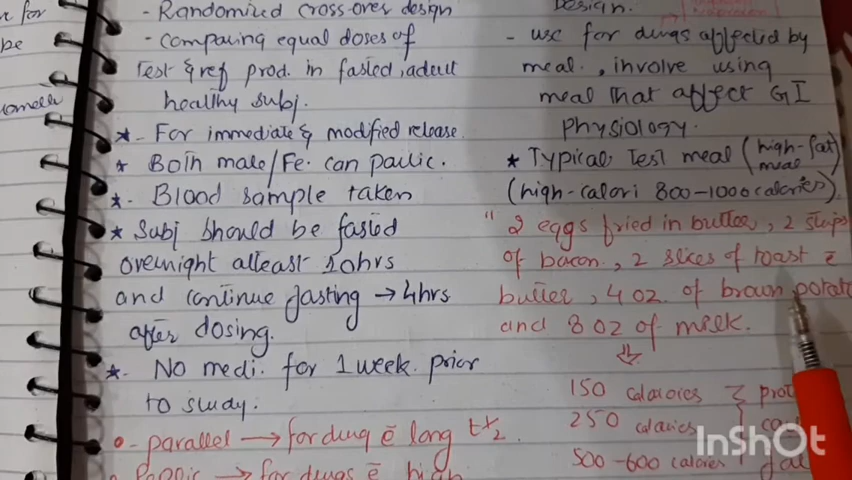 - Randomized cross over design
- comparing equal doses of
Test & ref prod. in fasted, adult
healthy subj.
*- For immediate & modified release
* Both male/Fe. can partic.
*- Blood sample taken
* Subj should be fasted
overnight atleast 10hrs
and continue fasting → 4hrs
after dosing.
*- No medi. for 1 week prior
to study.
- parallel → for drug ē long t½
→ for drugs ē high
Design.
- use for drugs affected by
meal., involve using
meal that affect GI
physiology.
* Typical Test meal (high-fat meal)
(high-calori 800-1000 calories)
" 2 eggs fried in butter, 2 strips
of bacon, 2 slices of toast ē
butter, 4 oz. of brown potato
and 8 oz of milk.
150 calories
250 calories
500-600 calories
for
be
InShOt